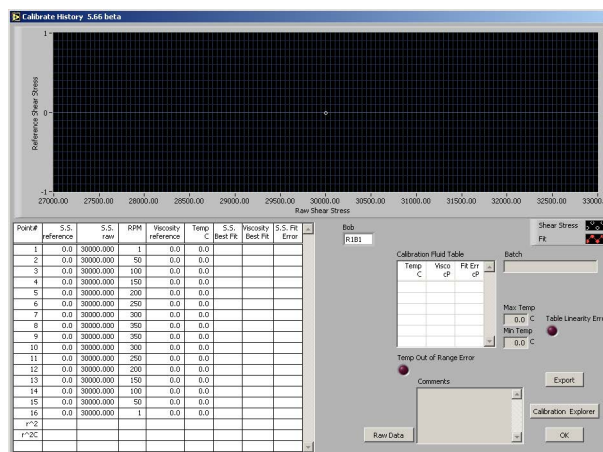 Calibrate History 5.66 beta
Reference Shear Stress
1
0
-1
27000.00 27500.00 28000.00 28500.00 29000.00 29500.00 30000.00 30500.00 31000.00 31500.00 32000.00 32500.00 33000.
Raw Shear Stress
Point# S.S. reference S.S. raw RPM Viscosity reference Temp C S.S. Best Fit Viscosity Best Fit S.S. Fit Error
1 0.0 30000.000 1 0.0 0.0
2 0.0 30000.000 50 0.0 0.0
3 0.0 30000.000 100 0.0 0.0
4 0.0 30000.000 150 0.0 0.0
5 0.0 30000.000 200 0.0 0.0
6 0.0 30000.000 250 0.0 0.0
7 0.0 30000.000 300 0.0 0.0
8 0.0 30000.000 350 0.0 0.0
9 0.0 30000.000 350 0.0 0.0
10 0.0 30000.000 300 0.0 0.0
11 0.0 30000.000 250 0.0 0.0
12 0.0 30000.000 200 0.0 0.0
13 0.0 30000.000 150 0.0 0.0
14 0.0 30000.000 100 0.0 0.0
15 0.0 30000.000 50 0.0 0.0
16 0.0 30000.000 1 0.0 0.0
r^2
r^2C
Bob
R1B1
Shear Stress
Fit
Calibration Fluid Table
Temp C Visco cP Fit Err cP
Batch
Max Temp
0.0 C
Table Linearity Erro
Min Temp
0.0 C
Temp Out of Range Error
Comments
Export
Calibration Explorer
Raw Data
OK